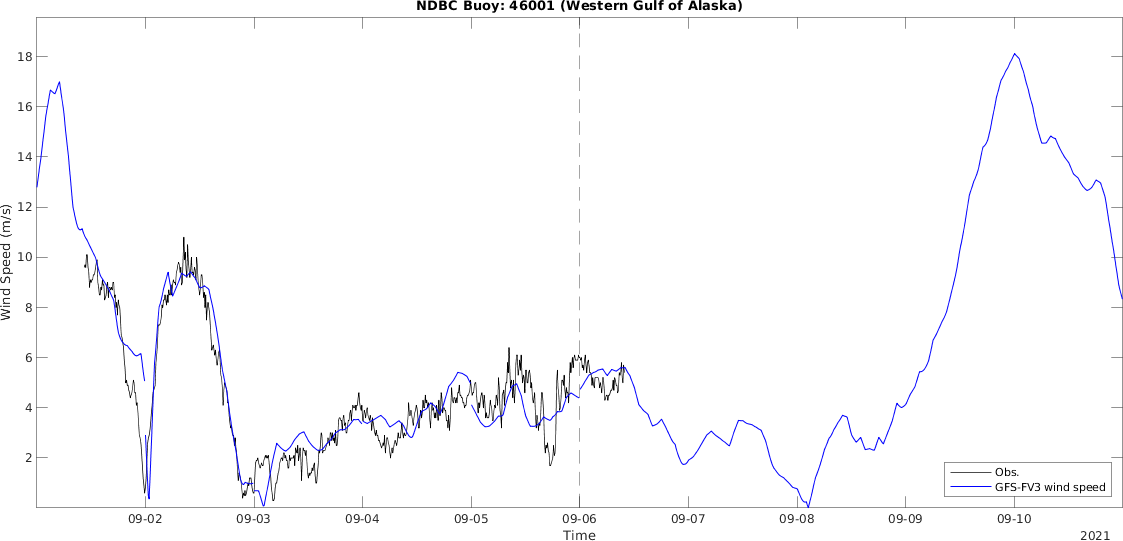 NDBC Buoy: 46001 (Western Gulf of Alaska)
18
16
14
12
10
8
6
4
2
Wind Speed (m/s)
Obs.
GFS-FV3 wind speed
09-02 09-03 09-04 09-05 09-06 09-07 09-08 09-09 09-10
Time
2021